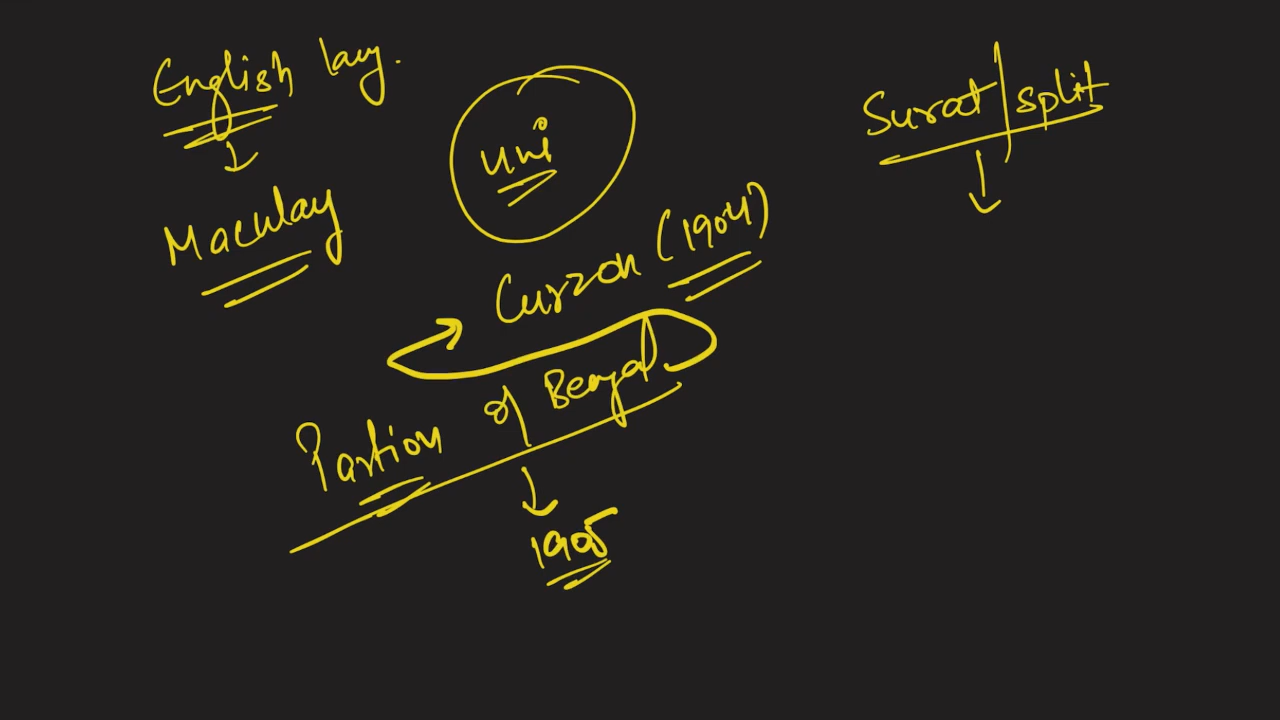 English lang.
Maculay
uni
Curzon (1904)
Partion of Bengal
1905
Surat split